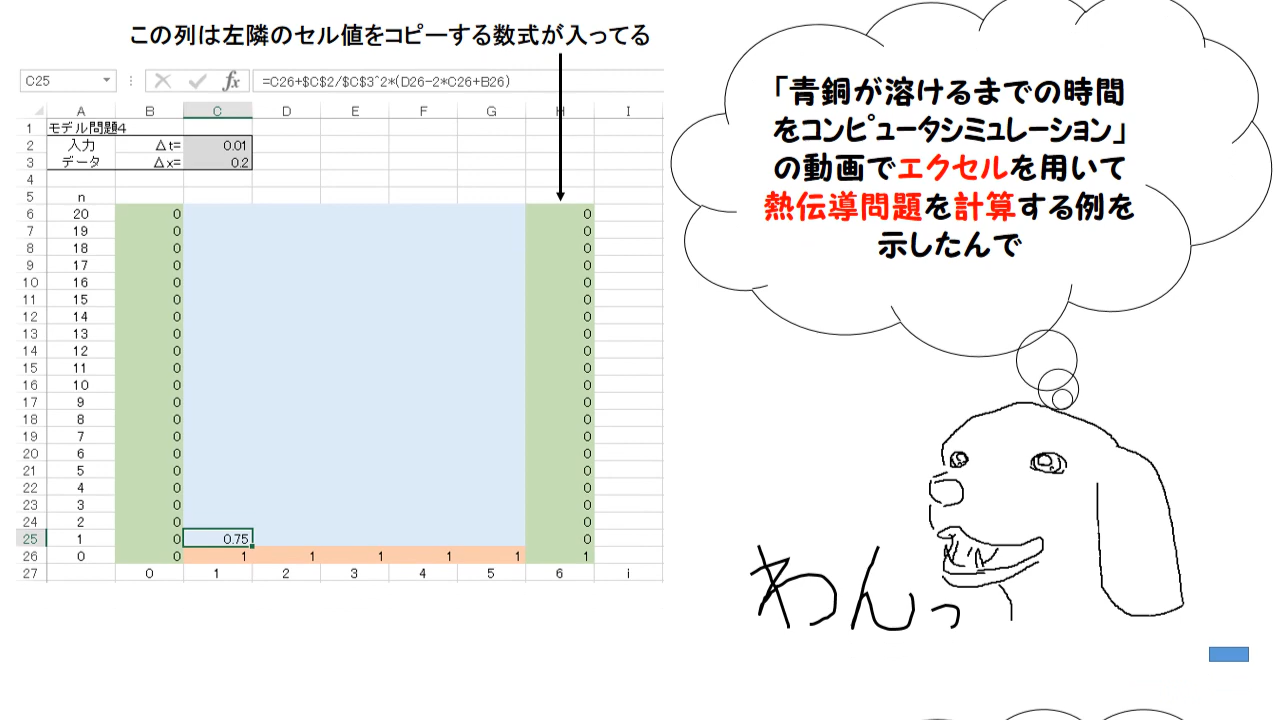 この列は左隣のセル値をコピーする数式が入ってる
C25 fx =C26+$C$2/$C$3^2*(D26-2*C26+B26)
A B C D E F G H I
1 モデル問題4
2 入力 Δt= 0.01
3 データ Δx= 0.2
4
5 n
6 20 0 0
7 19 0 0
8 18 0 0
9 17 0 0
10 16 0 0
11 15 0 0
12 14 0 0
13 13 0 0
14 12 0 0
15 11 0 0
16 10 0 0
17 9 0 0
18 8 0 0
19 7 0 0
20 6 0 0
21 5 0 0
22 4 0 0
23 3 0 0
24 2 0 0
25 1 0 0.75 0
26 0 0 1 1 1 1 1 1
27 0 1 2 3 4 5 6 i
「青銅が溶けるまでの時間
をコンピュータシミュレーション」
の動画でエクセルを用いて
熱伝導問題を計算する例を
示したんで
わんっ